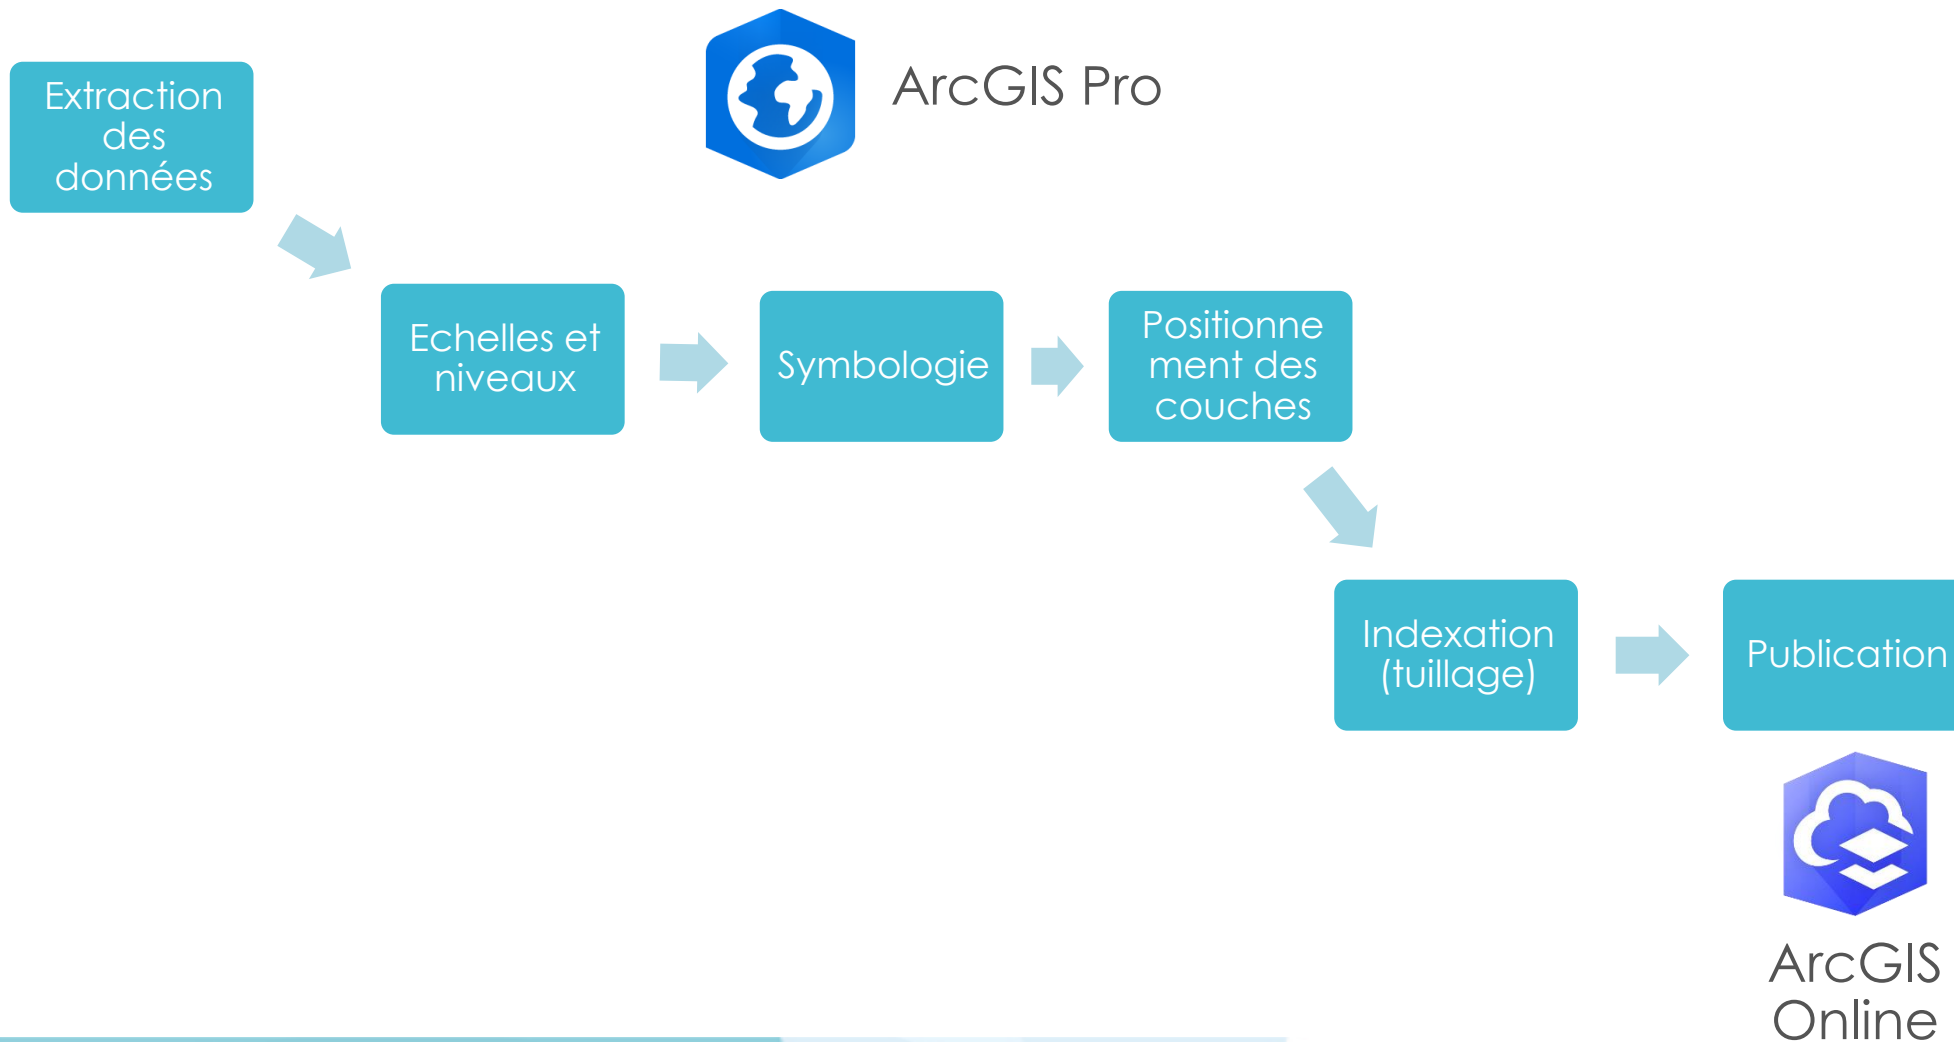 ArcGIS Pro
Extraction
des
données
Echelles et
niveaux
Symbologie
Positionne
ment des
couches
Indexation
(tuillage)
Publication
ArcGIS
Online